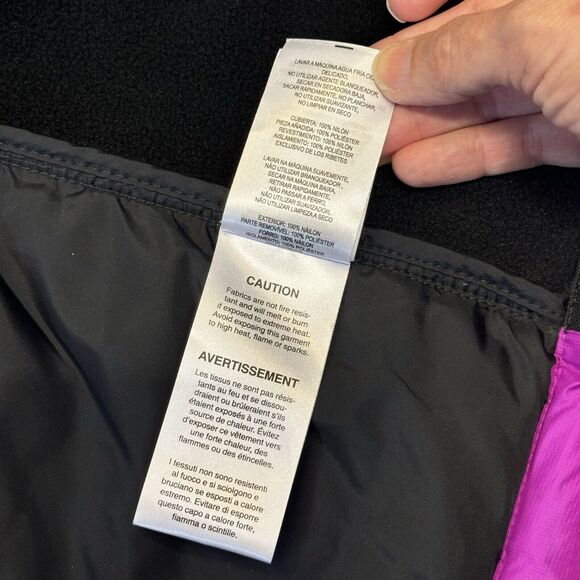 LAVAR A MÁQUINA AGUA FRÍA CICLO
DELICADO,
NO UTILIZAR AGENTE BLANQUEADOR,
SECAR EN SECADORA BAJA,
SACAR RÁPIDAMENTE, NO PLANCHAR,
NO UTILIZAR SUAVIZANTE,
NO LIMPIAR EN SECO
CUBIERTA: 100% NILÓN
PIEZA AÑADIDA: 100% POLIÉSTER
REVESTIMIENTO: 100% NILÓN
AISLAMIENTO: 100% POLIÉSTER
EXCLUSIVO DE LOS RIBETES
LAVAR NA MÁQUINA SUAVEMENTE,
NÃO UTILIZAR BRANQUEADOR,
SECAR NA MÁQUINA BAIXA,
RETIRAR RAPIDAMENTE,
NÃO PASSAR A FERRO,
NÃO UTILIZAR SUAVIZADOR,
NÃO UTILIZAR LIMPEZA A SECO
EXTERIOR: 100% NÁILON
PARTE REMOVÍVEL: 100% POLIÉSTER
FORRO: 100% NÁILON
ISOLAMENTO: 100% POLIÉSTER
CAUTION
Fabrics are not fire resis-
tant and will melt or burn
if exposed to extreme heat.
Avoid exposing this garment
to high heat, flame or sparks.
AVERTISSEMENT
Les tissus ne sont pas résis-
tants au feu et se dissou-
draient ou brûleraient s'ils
étaient exposés à une forte
source de chaleur. Évitez
d'exposer ce vêtement vers
une forte chaleur, des
flammes ou des étincelles.
I tessuti non sono resistenti
al fuoco e si sciolgono e
bruciano se esposti a calore
estremo. Evitare di esporre
questo capo a calore forte,
fiamma o scintille.